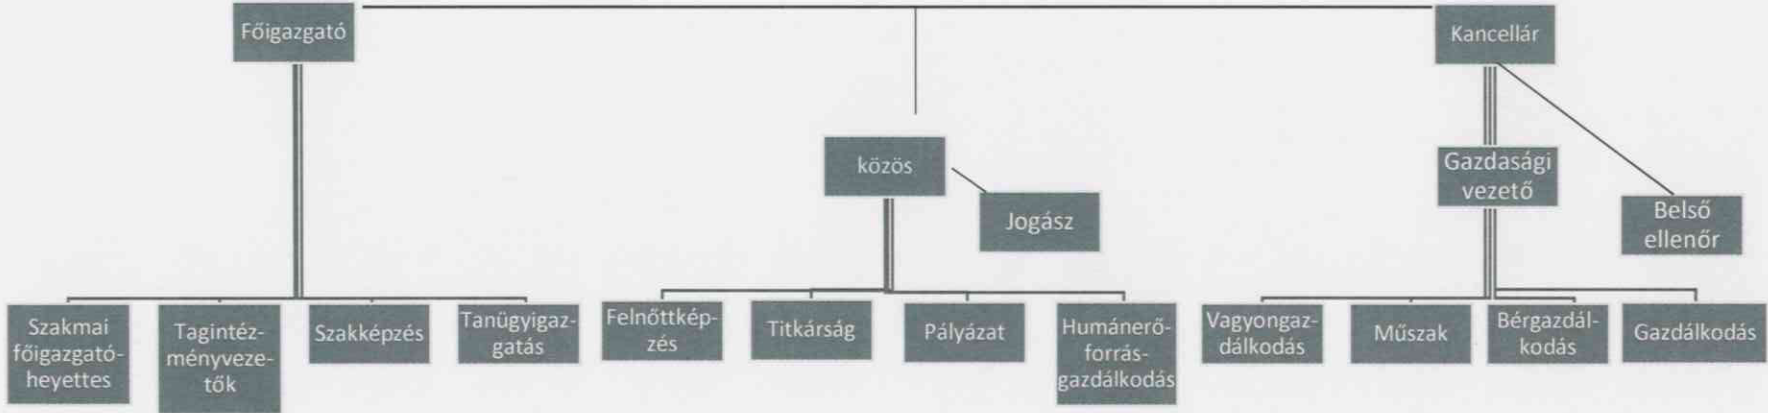 Főigazgató
Kancellár
közös
Jogász
Gazdasági
vezető
Belső
ellenőr
Szakmai
főigazgató-
heyettes
Tagintéz-
ményveze-
tők
Szakképzés
Tanügyigaz-
gatás
Felnőttkép-
zés
Titkárság
Pályázat
Humánerő-
forrás-
gazdálkodás
Vagyongaz-
dálkodás
Műszak
Bérgazdál-
kodás
Gazdálkodás